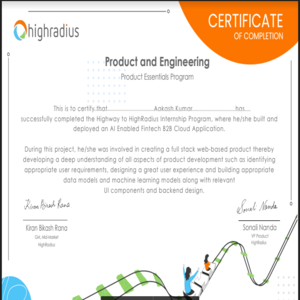 highradius
CERTIFICATE
OF COMPLETION
Product and Engineering
Product Essentials Program
This is to certify that Aakash Kumar has
successfully completed the Highway to HighRadius Internship Program, where he/she built and
deployed an AI Enabled Fintech B2B Cloud Application.
During this project, he/she was involved in creating a full stack web-based product thereby
developing a deep understanding of all aspects of product development such as identifying
appropriate user requirements, designing a great user experience and building appropriate
data models and machine learning models along with relevant
UI components and backend design.
Kiran Bikash Rana
Sonali Nanda
Kiran Bikash Rana
Sonali Nanda
HighRadius
HighRadius